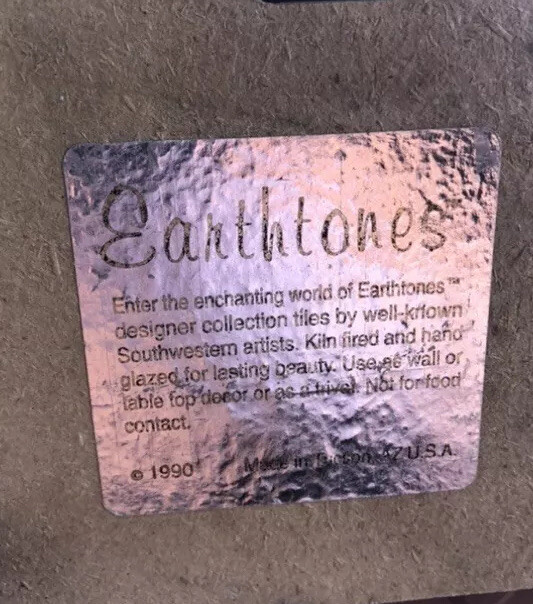 Earthtones
Enter the enchanting world of Earthtones™
designer collection tiles by well-known
Southwestern artists. Kiln fired and hand
glazed for lasting beauty. Use as wall or
table top decor or as a trivet. Not for food
contact.
© 1990 Made in Tucson, AZ U.S.A.